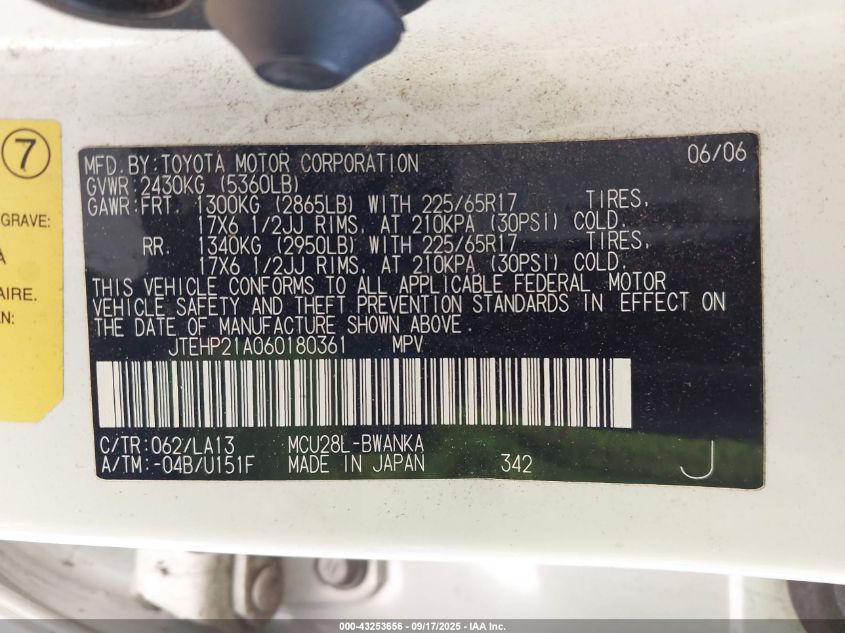 7
GRAVE:
A
AIRE.
N:
MFD. BY: TOYOTA MOTOR CORPORATION 06/06
GVWR: 2430KG (5360LB)
GAWR: FRT. 1300KG (2865LB) WITH 225/65R17 TIRES,
17X6 1/2JJ RIMS, AT 210KPA (30PSI) COLD.
RR. 1340KG (2950LB) WITH 225/65R17 TIRES,
17X6 1/2JJ RIMS, AT 210KPA (30PSI) COLD.
THIS VEHICLE CONFORMS TO ALL APPLICABLE FEDERAL MOTOR
VEHICLE SAFETY AND THEFT PREVENTION STANDARDS IN EFFECT ON
THE DATE OF MANUFACTURE SHOWN ABOVE.
JTEHP21A060180361 MPV
C/TR: 062/LA13 MCU28L-BWANKA
A/TM: -04B/U151F MADE IN JAPAN 342 J
000-43253656 - 09/17/2025 - IAA Inc.